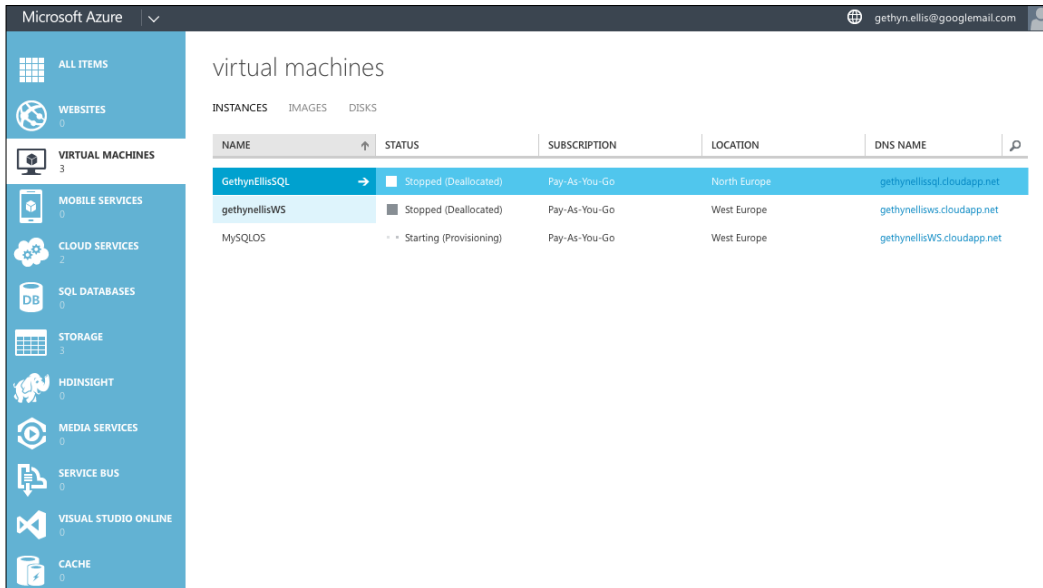 Microsoft Azure
gethyn.ellis@googlemail.com
ALL ITEMS
WEBSITES
0
VIRTUAL MACHINES
3
MOBILE SERVICES
0
CLOUD SERVICES
2
DB
SQL DATABASES
0
STORAGE
3
HDINSIGHT
0
MEDIA SERVICES
0
SERVICE BUS
0
VISUAL STUDIO ONLINE
0
CACHE
0
virtual machines
INSTANCES IMAGES DISKS
NAME STATUS SUBSCRIPTION LOCATION DNS NAME
GethynEllisSQL Stopped (Deallocated) Pay-As-You-Go North Europe gethynellissql.cloudapp.net
gethynellisWS Stopped (Deallocated) Pay-As-You-Go West Europe gethynellisws.cloudapp.net
MySQLOS Starting (Provisioning) Pay-As-You-Go West Europe gethynellisWS.cloudapp.net